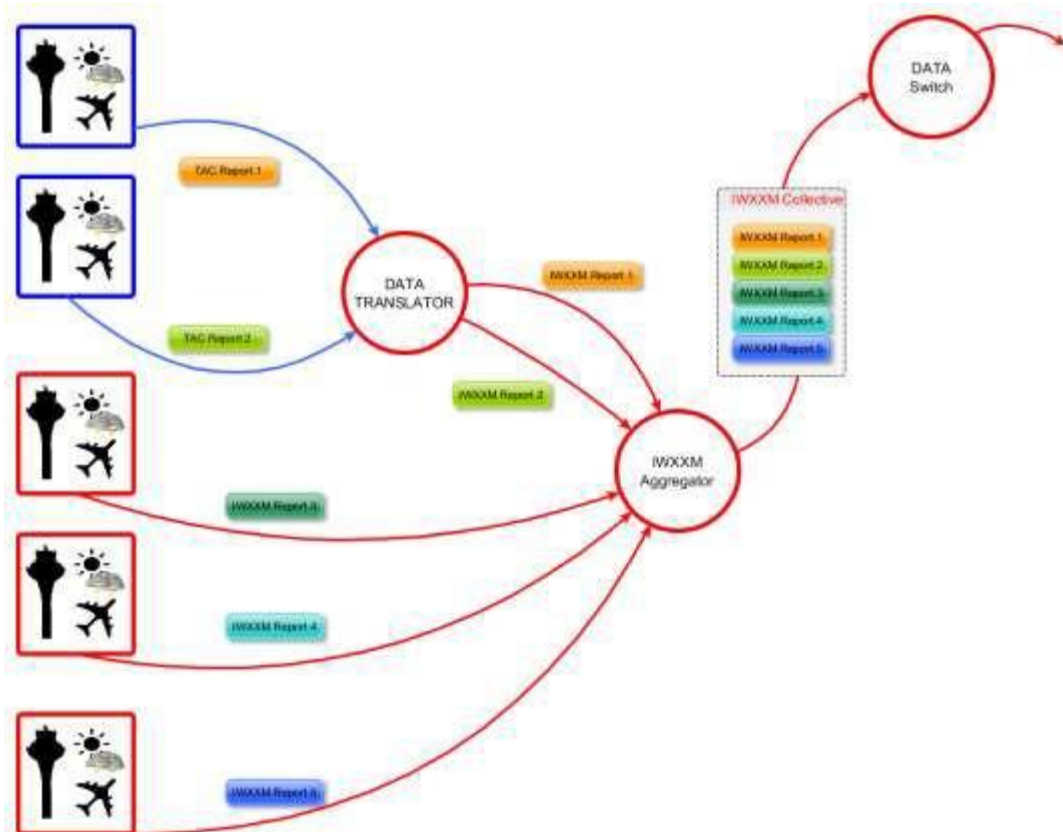 DATA
Switch
TAC Report 1
IWXXM Collective
IWXXM Report 1
IWXXM Report 2
IWXXM Report 3
IWXXM Report 4
IWXXM Report 5
DATA
TRANSLATOR
IWXXM Report 1
TAC Report 2
IWXXM Report 2
IWXXM
Aggregator
IWXXM Report 3
IWXXM Report 4
IWXXM Report 5